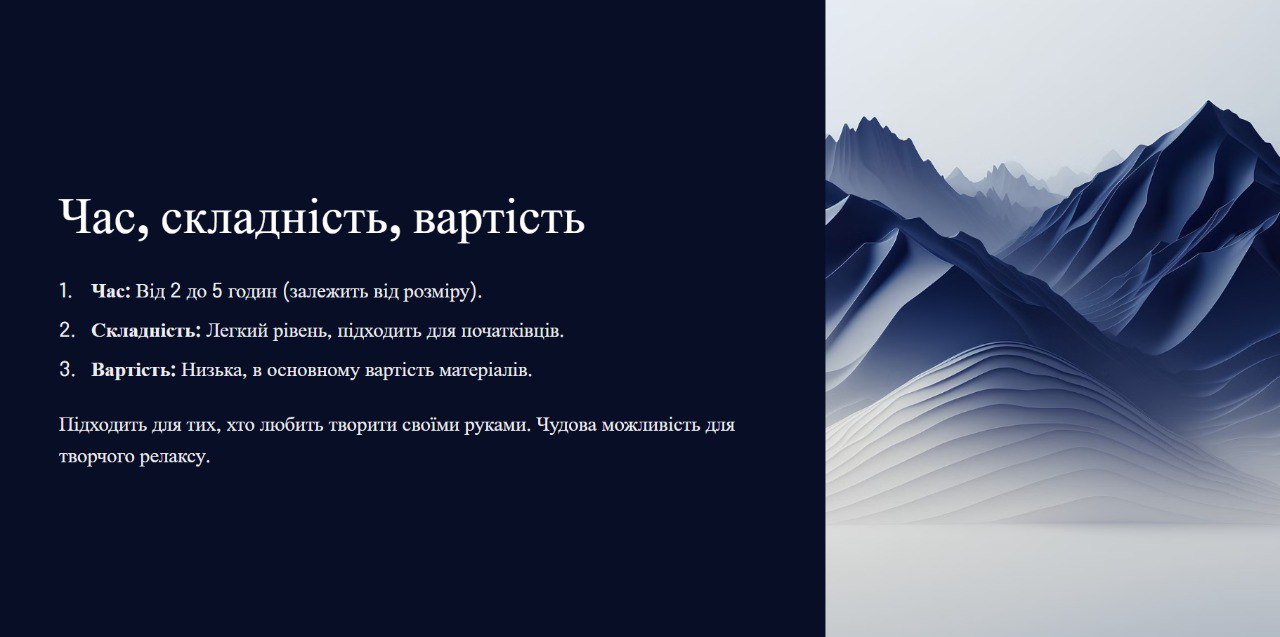 Час, складність, вартість
1. Час: Від 2 до 5 годин (залежить від розміру).
2. Складність: Легкий рівень, підходить для початківців.
3. Вартість: Низька, в основному вартість матеріалів.
Підходить для тих, хто любить творити своїми руками. Чудова можливість для
творчого релаксу.